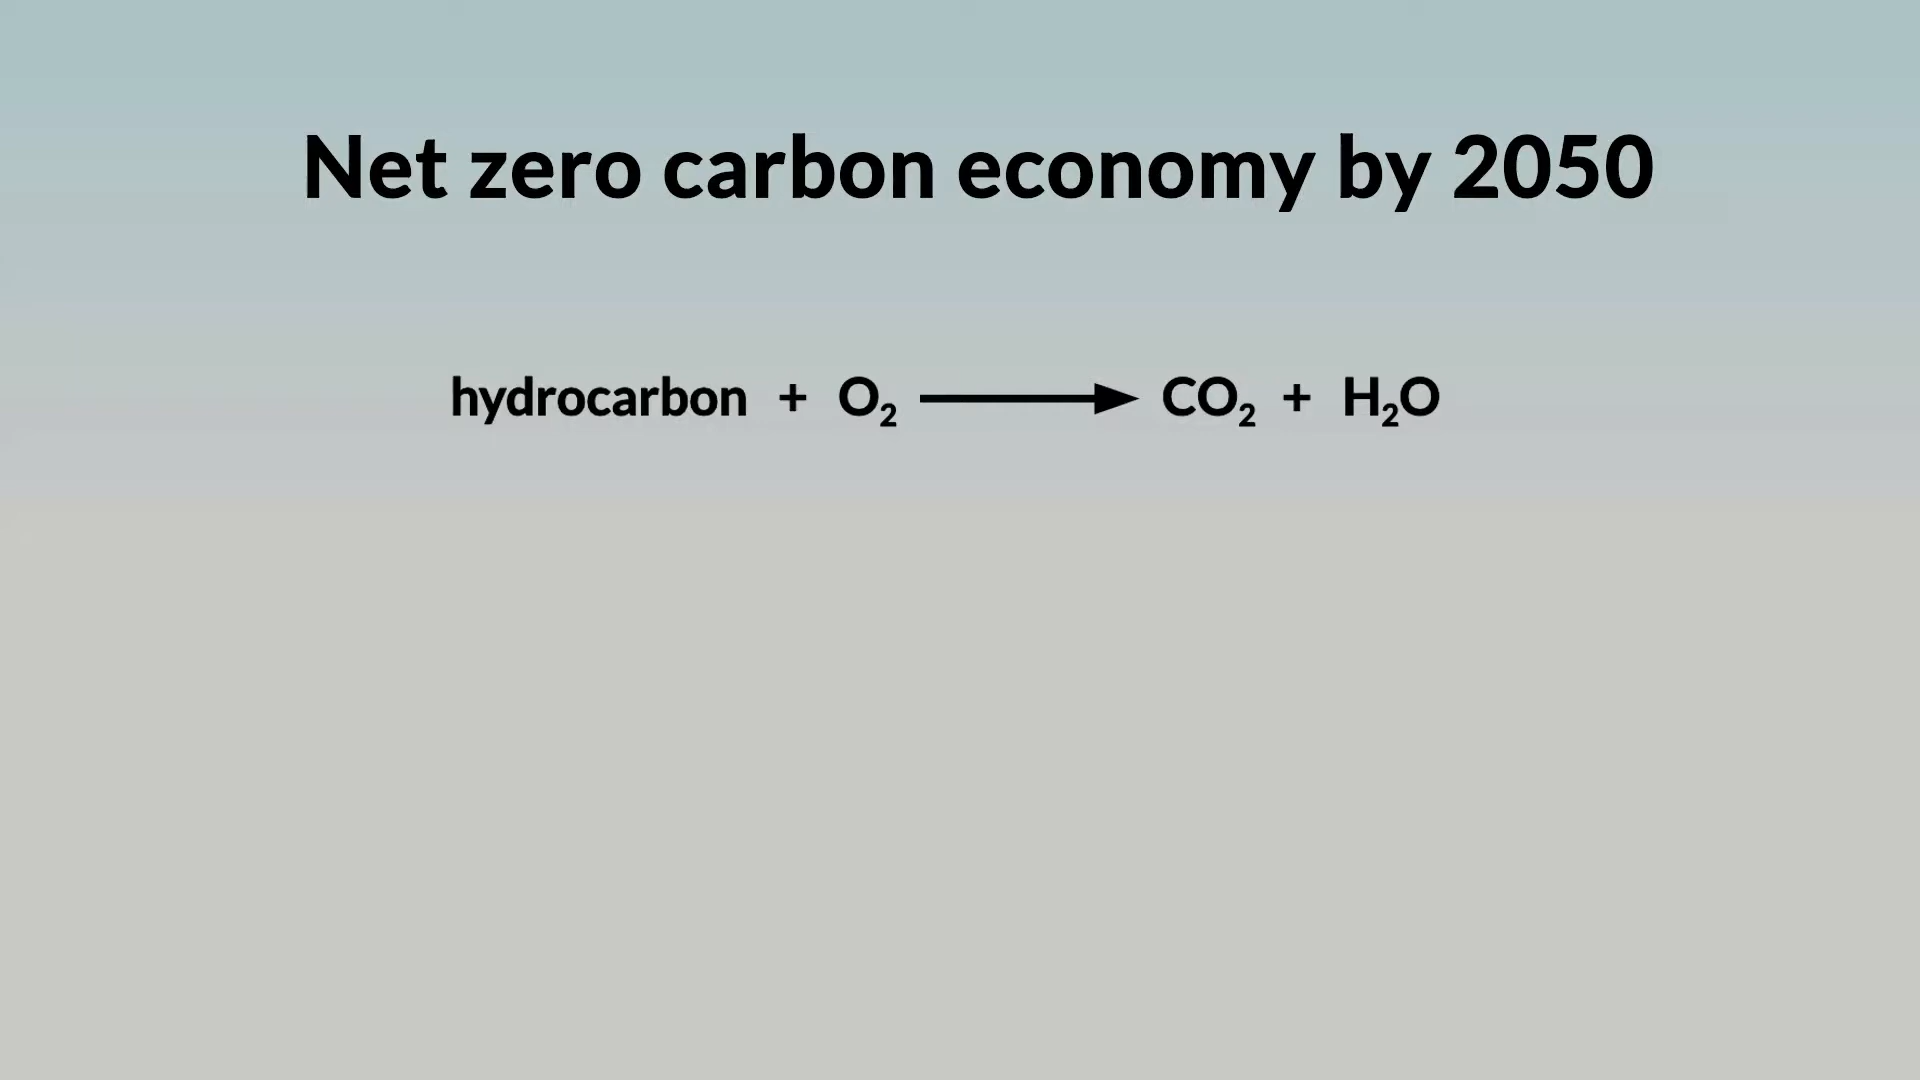 Net zero carbon economy by 2050
hydrocarbon + O₂ ⟶ CO₂ + H₂O